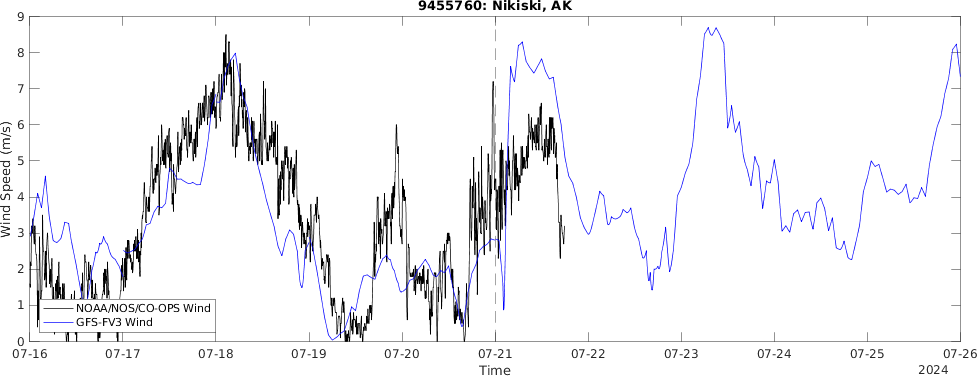 9455760: Nikiski, AK
9
8
7
6
5
4
3
2
1
0
Wind Speed (m/s)
NOAA/NOS/CO-OPS Wind
GFS-FV3 Wind
07-16 07-17 07-18 07-19 07-20 07-21 07-22 07-23 07-24 07-25 07-26
Time
2024